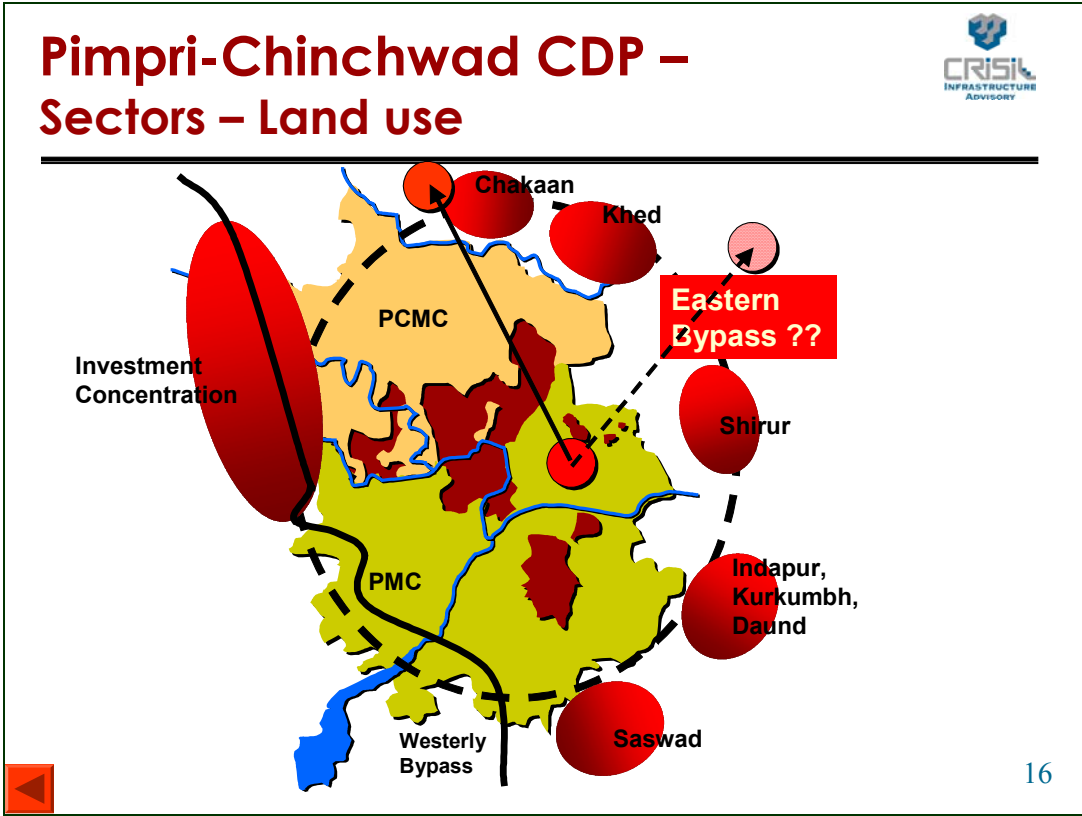 Pimpri-Chinchwad CDP –
Sectors – Land use
CRISIL
INFRASTRUCTURE
ADVISORY
Chakaan
Khed
Eastern
Bypass ??
PCMC
Investment
Concentration
Shirur
Indapur,
Kurkumbh,
Daund
PMC
Saswad
Westerly
Bypass
16